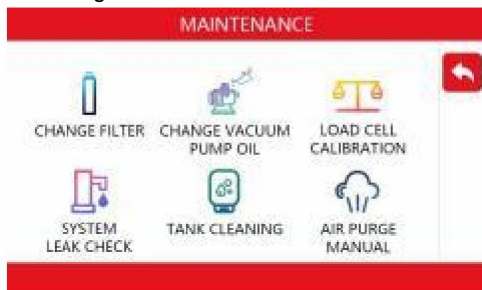 MAINTENANCE
CHANGE FILTER
CHANGE VACUUM
PUMP OIL
LOAD CELL
CALIBRATION
SYSTEM
LEAK CHECK
TANK CLEANING
AIR PURGE
MANUAL